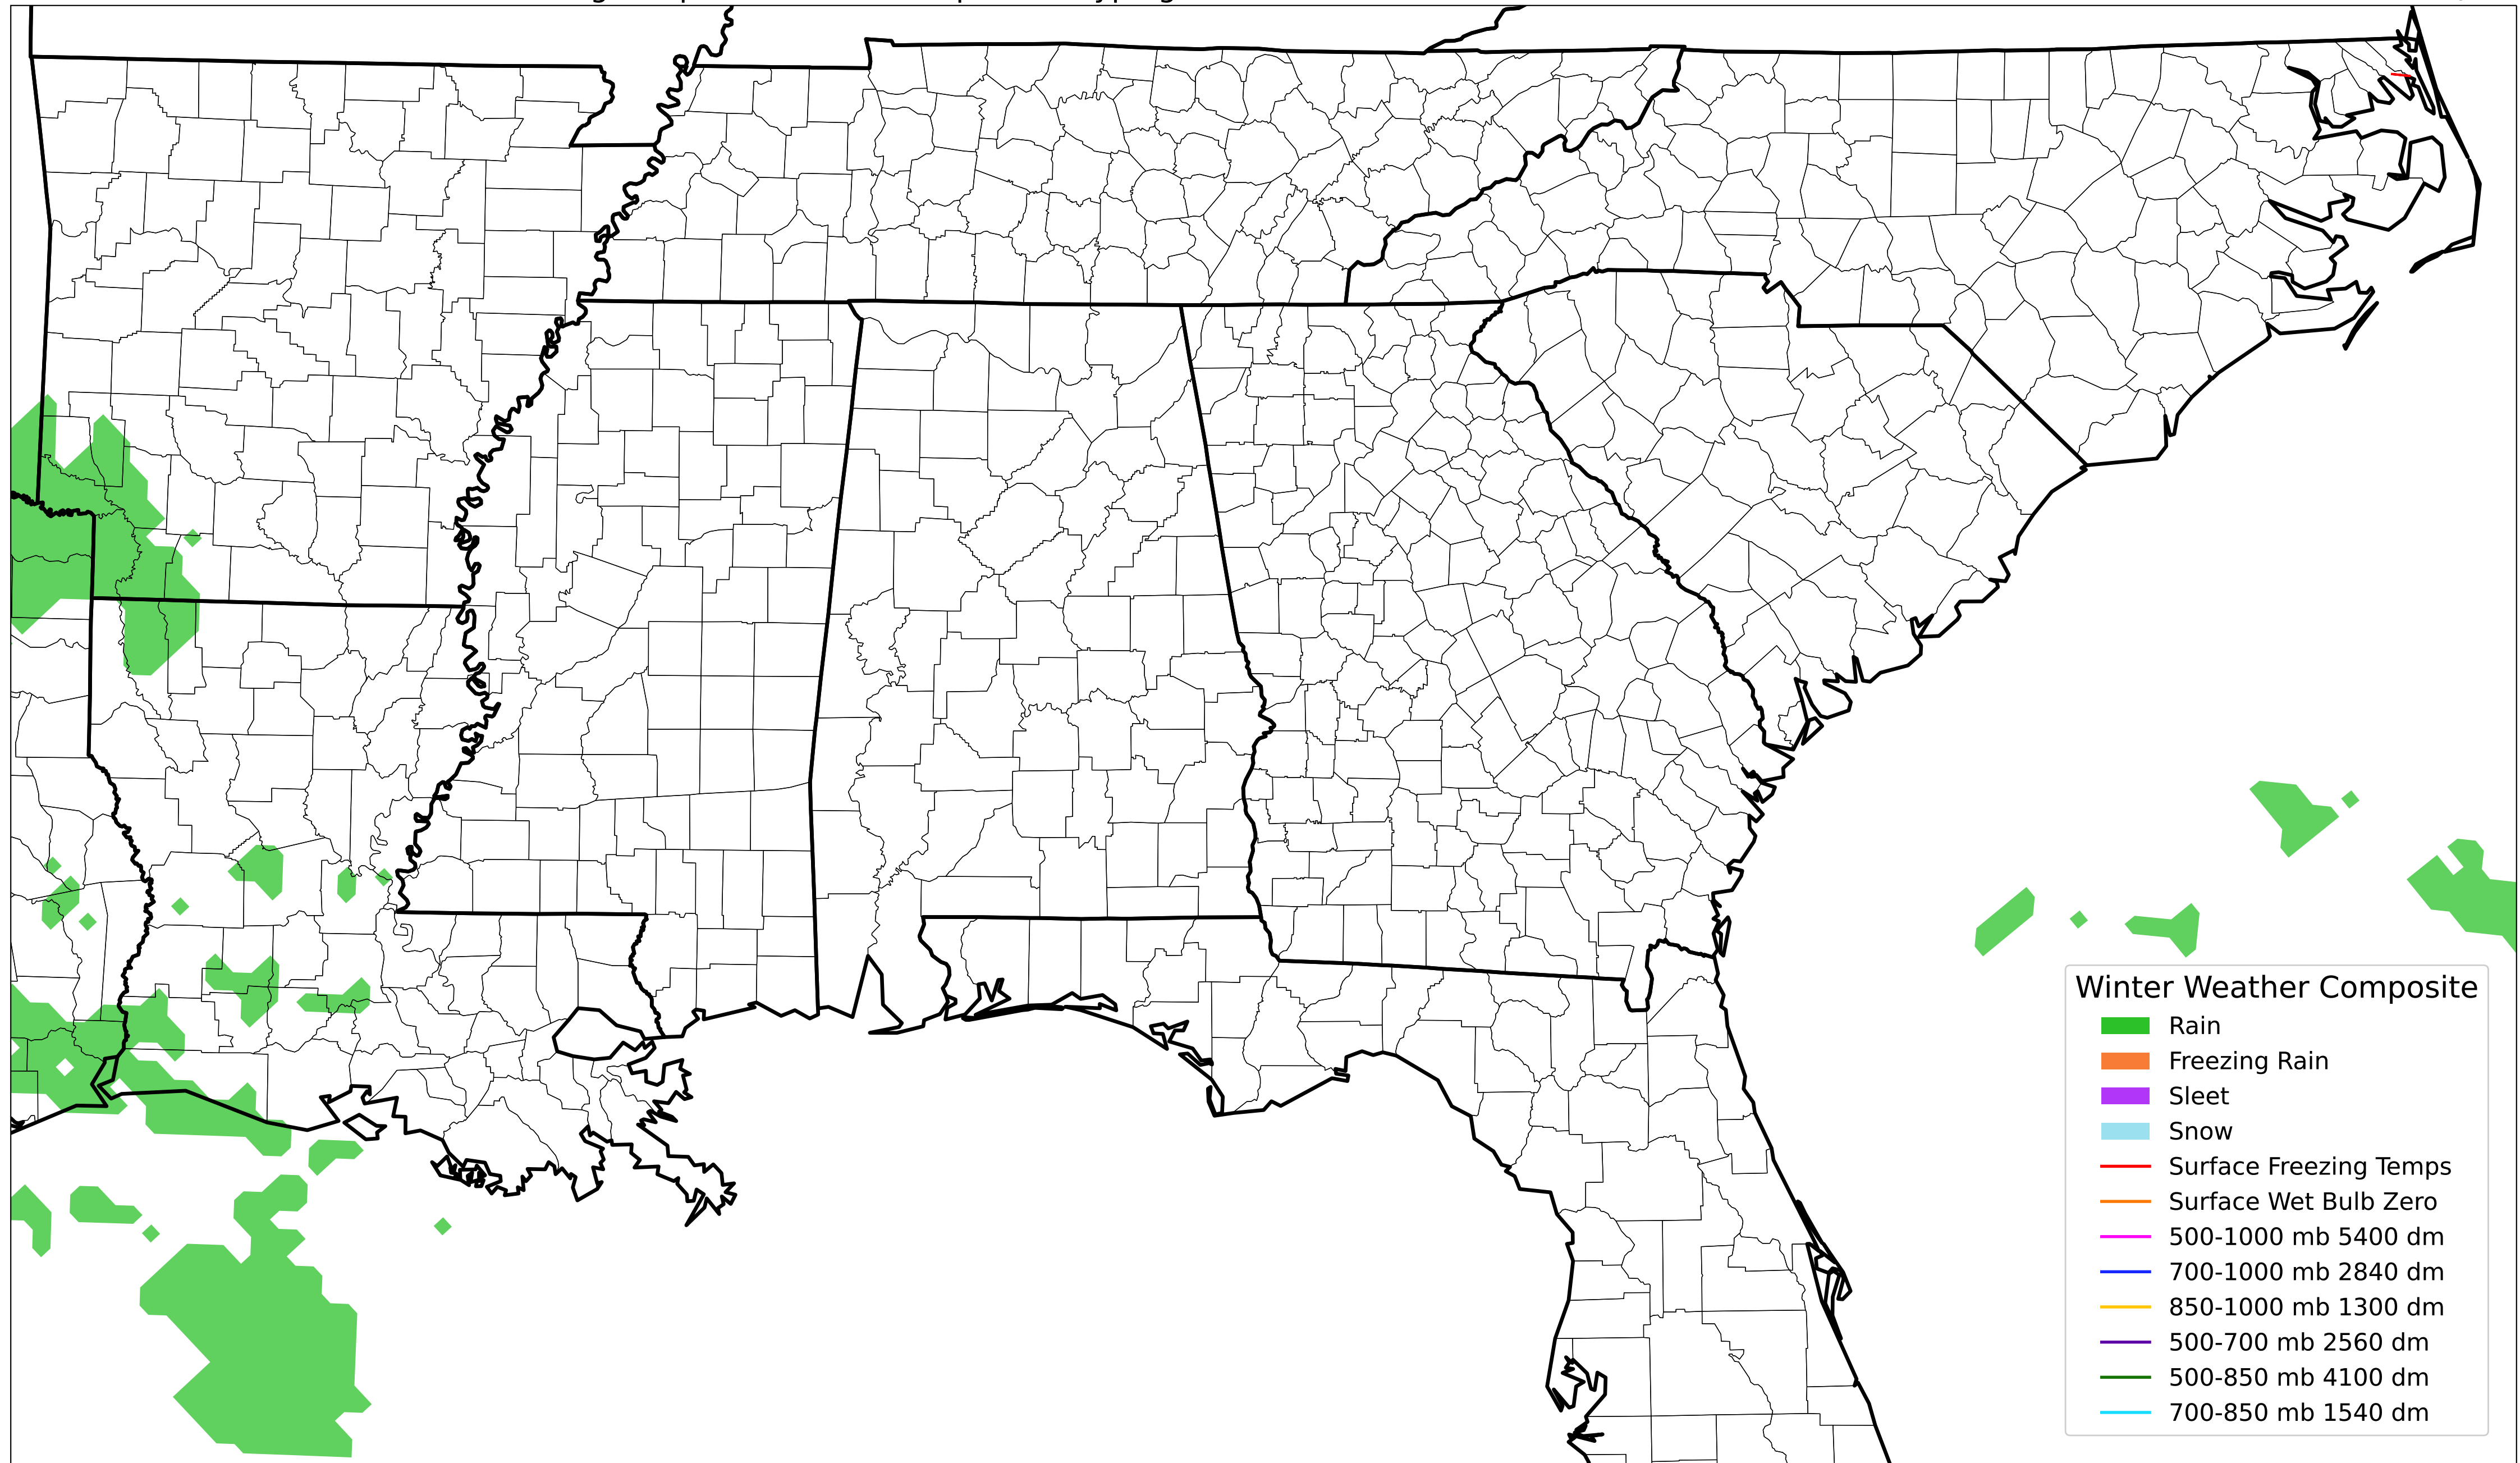 Winter Weather Composite
Rain
Freezing Rain
Sleet
Snow
Surface Freezing Temps
Surface Wet Bulb Zero
500-1000 mb 5400 dm
700-1000 mb 2840 dm
850-1000 mb 1300 dm
500-700 mb 2560 dm
500-850 mb 4100 dm
700-850 mb 1540 dm